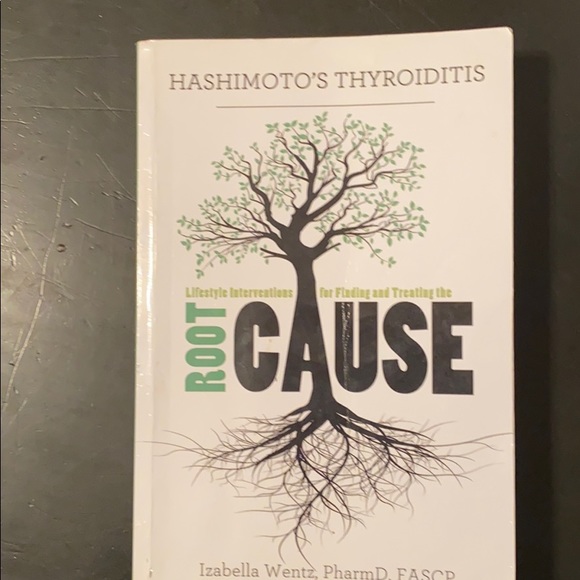 HASHIMOTO'S THYROIDITIS
Lifestyle Interventions for Finding and Treating the
ROOT
CAUSE
Izabella Wentz, PharmD, FASCP